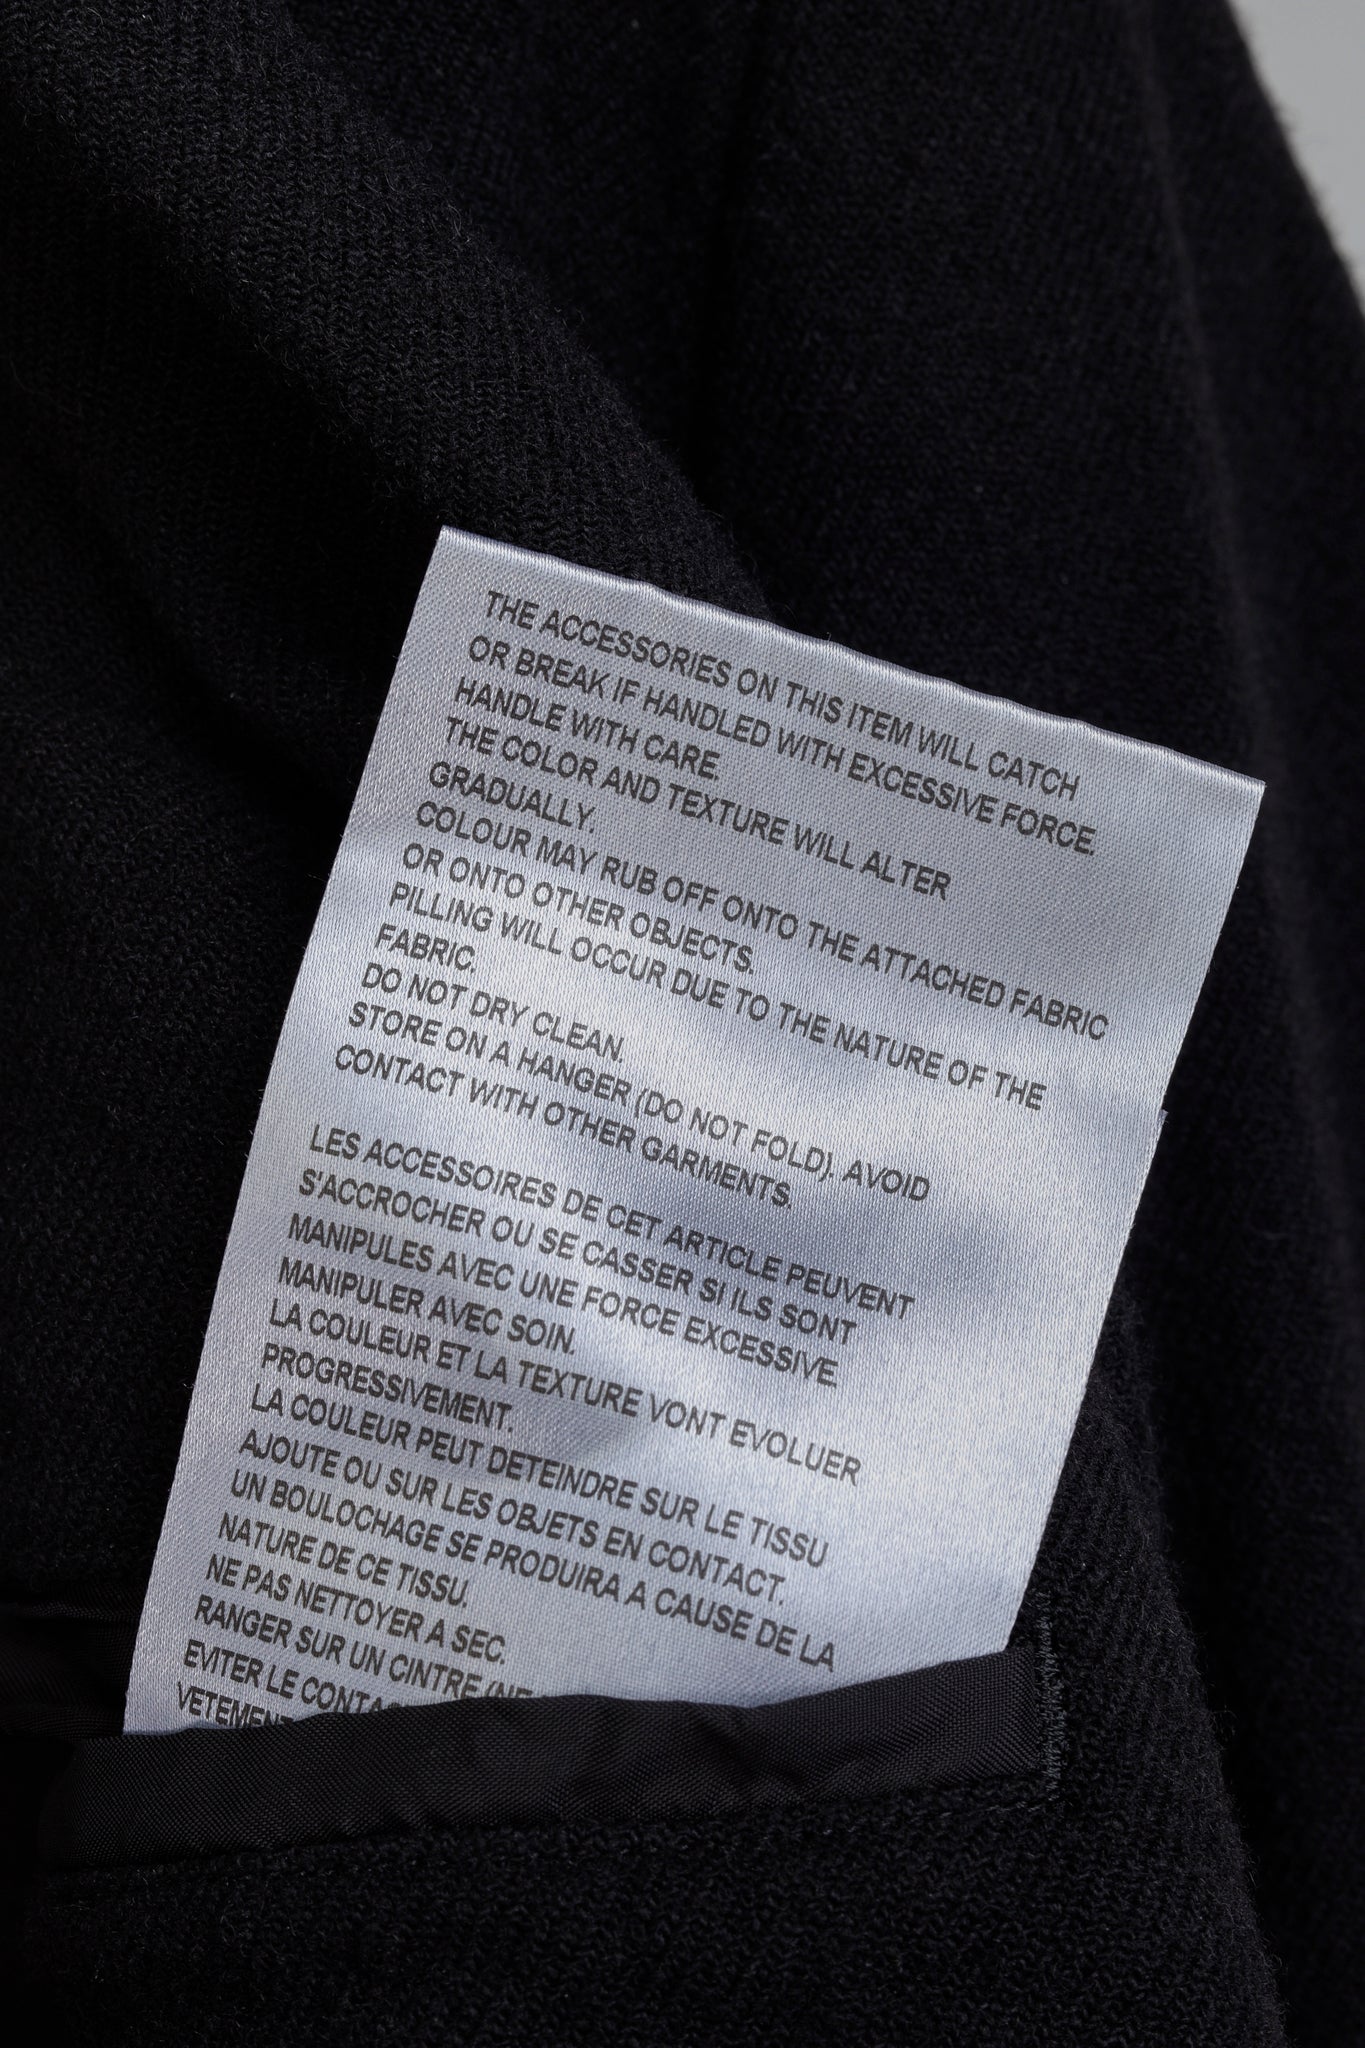 THE ACCESSORIES ON THIS ITEM WILL CATCH
OR BREAK IF HANDLED WITH EXCESSIVE FORCE.
HANDLE WITH CARE.
THE COLOR AND TEXTURE WILL ALTER
GRADUALLY.
COLOUR MAY RUB OFF ONTO THE ATTACHED FABRIC
OR ONTO OTHER OBJECTS.
PILLING WILL OCCUR DUE TO THE NATURE OF THE
FABRIC.
DO NOT DRY CLEAN.
STORE ON A HANGER (DO NOT FOLD). AVOID
CONTACT WITH OTHER GARMENTS.
LES ACCESSOIRES DE CET ARTICLE PEUVENT
S'ACCROCHER OU SE CASSER SI ILS SONT
MANIPULES AVEC UNE FORCE EXCESSIVE.
MANIPULER AVEC SOIN.
LA COULEUR ET LA TEXTURE VONT EVOLUER
PROGRESSIVEMENT.
LA COULEUR PEUT DETEINDRE SUR LE TISSU
AJOUTE OU SUR LES OBJETS EN CONTACT.
UN BOULOCHAGE SE PRODUIRA A CAUSE DE LA
NATURE DE CE TISSU.
NE PAS NETTOYER A SEC.
RANGER SUR UN CINTRE
EVITER LE